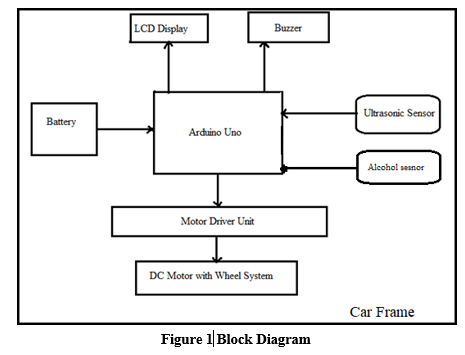 LCD Display
Buzzer
Battery
Arduino Uno
Ultrasonic Sensor
Alcohol sesnor
Motor Driver Unit
DC Motor with Wheel System
Car Frame
Figure 1 Block Diagram